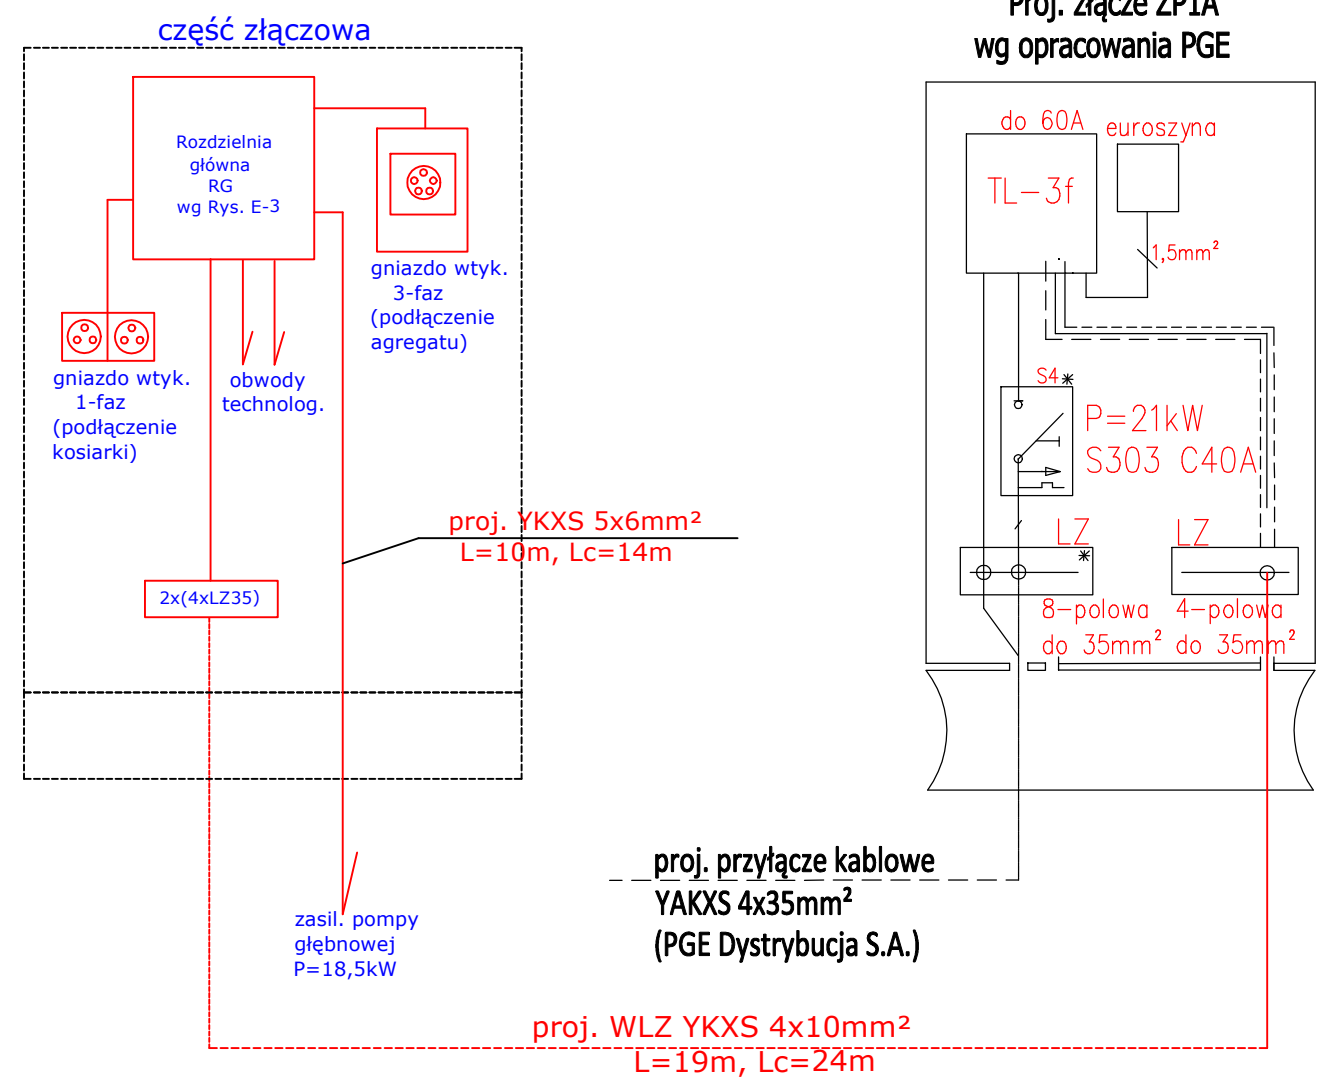 część złączowa
Proj. złącze ZP1A
wg opracowania PGE
Rozdzielnia
główna
RG
wg Rys. E-3
gniazdo wtyk.
3-faz
(podłączenie
agregatu)
gniazdo wtyk.
1-faz
(podłączenie
kosiarki)
obwody
technolog.
proj. YKXS 5x6mm²
L=10m, Lc=14m
2x(4xLZ35)
zasil. pompy
głębnowej
P=18,5kW
do 60A
euroszyna
TL-3f
1,5mm²
S4*
P=21kW
S303 C40A
LZ
*
8-polowa
do 35mm²
LZ
4-polowa
do 35mm²
proj. przyłącze kablowe
YAKXS 4x35mm²
(PGE Dystrybucja S.A.)
proj. WLZ YKXS 4x10mm²
L=19m, Lc=24m